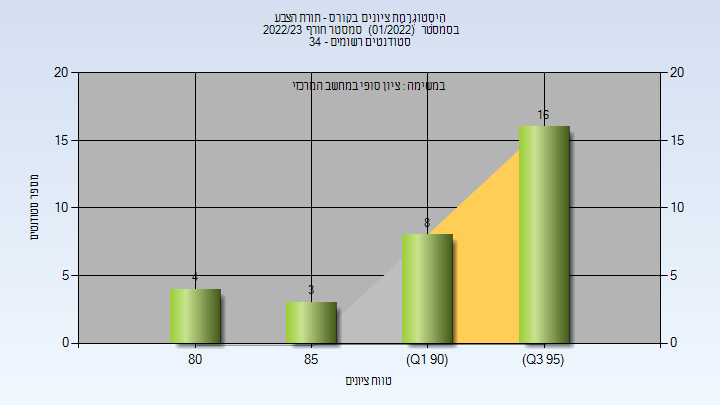 היסטוגרמת ציונים בקורס - תורת הצבע
בסמסטר (01/2022) סמסטר חורף 2022/23
סטודנטים רשומים - 34
במשימה : ציון סופי במחשב המרכזי
20 20
15 15
10 10
5 5
0 0
4
3
8
16
מספר סטודנטים
80 85 (Q1 90) (Q3 95)
טווח ציונים